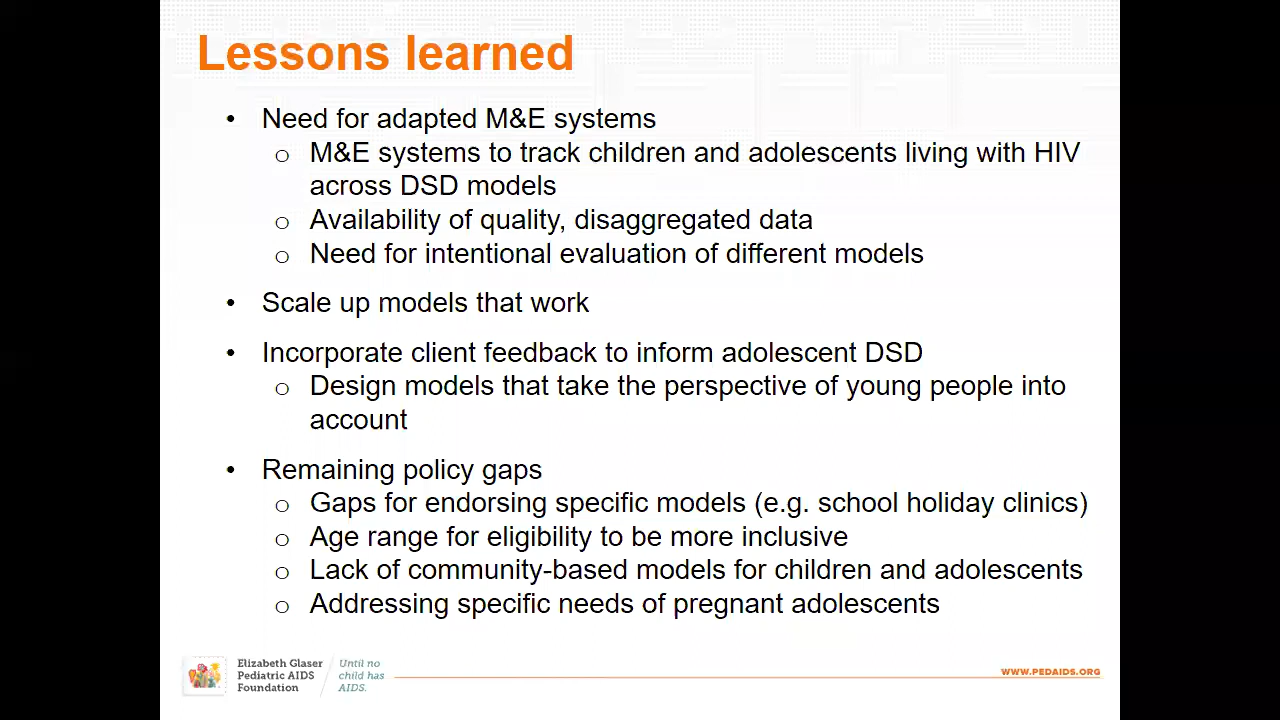 Lessons learned
• Need for adapted M&E systems
o M&E systems to track children and adolescents living with HIV
across DSD models
o Availability of quality, disaggregated data
o Need for intentional evaluation of different models
• Scale up models that work
• Incorporate client feedback to inform adolescent DSD
o Design models that take the perspective of young people into
account
• Remaining policy gaps
o Gaps for endorsing specific models (e.g. school holiday clinics)
o Age range for eligibility to be more inclusive
o Lack of community-based models for children and adolescents
o Addressing specific needs of pregnant adolescents
Elizabeth Glaser
Pediatric AIDS
Foundation
Until no
child has
AIDS.
WWW.PEDAIDS.ORG